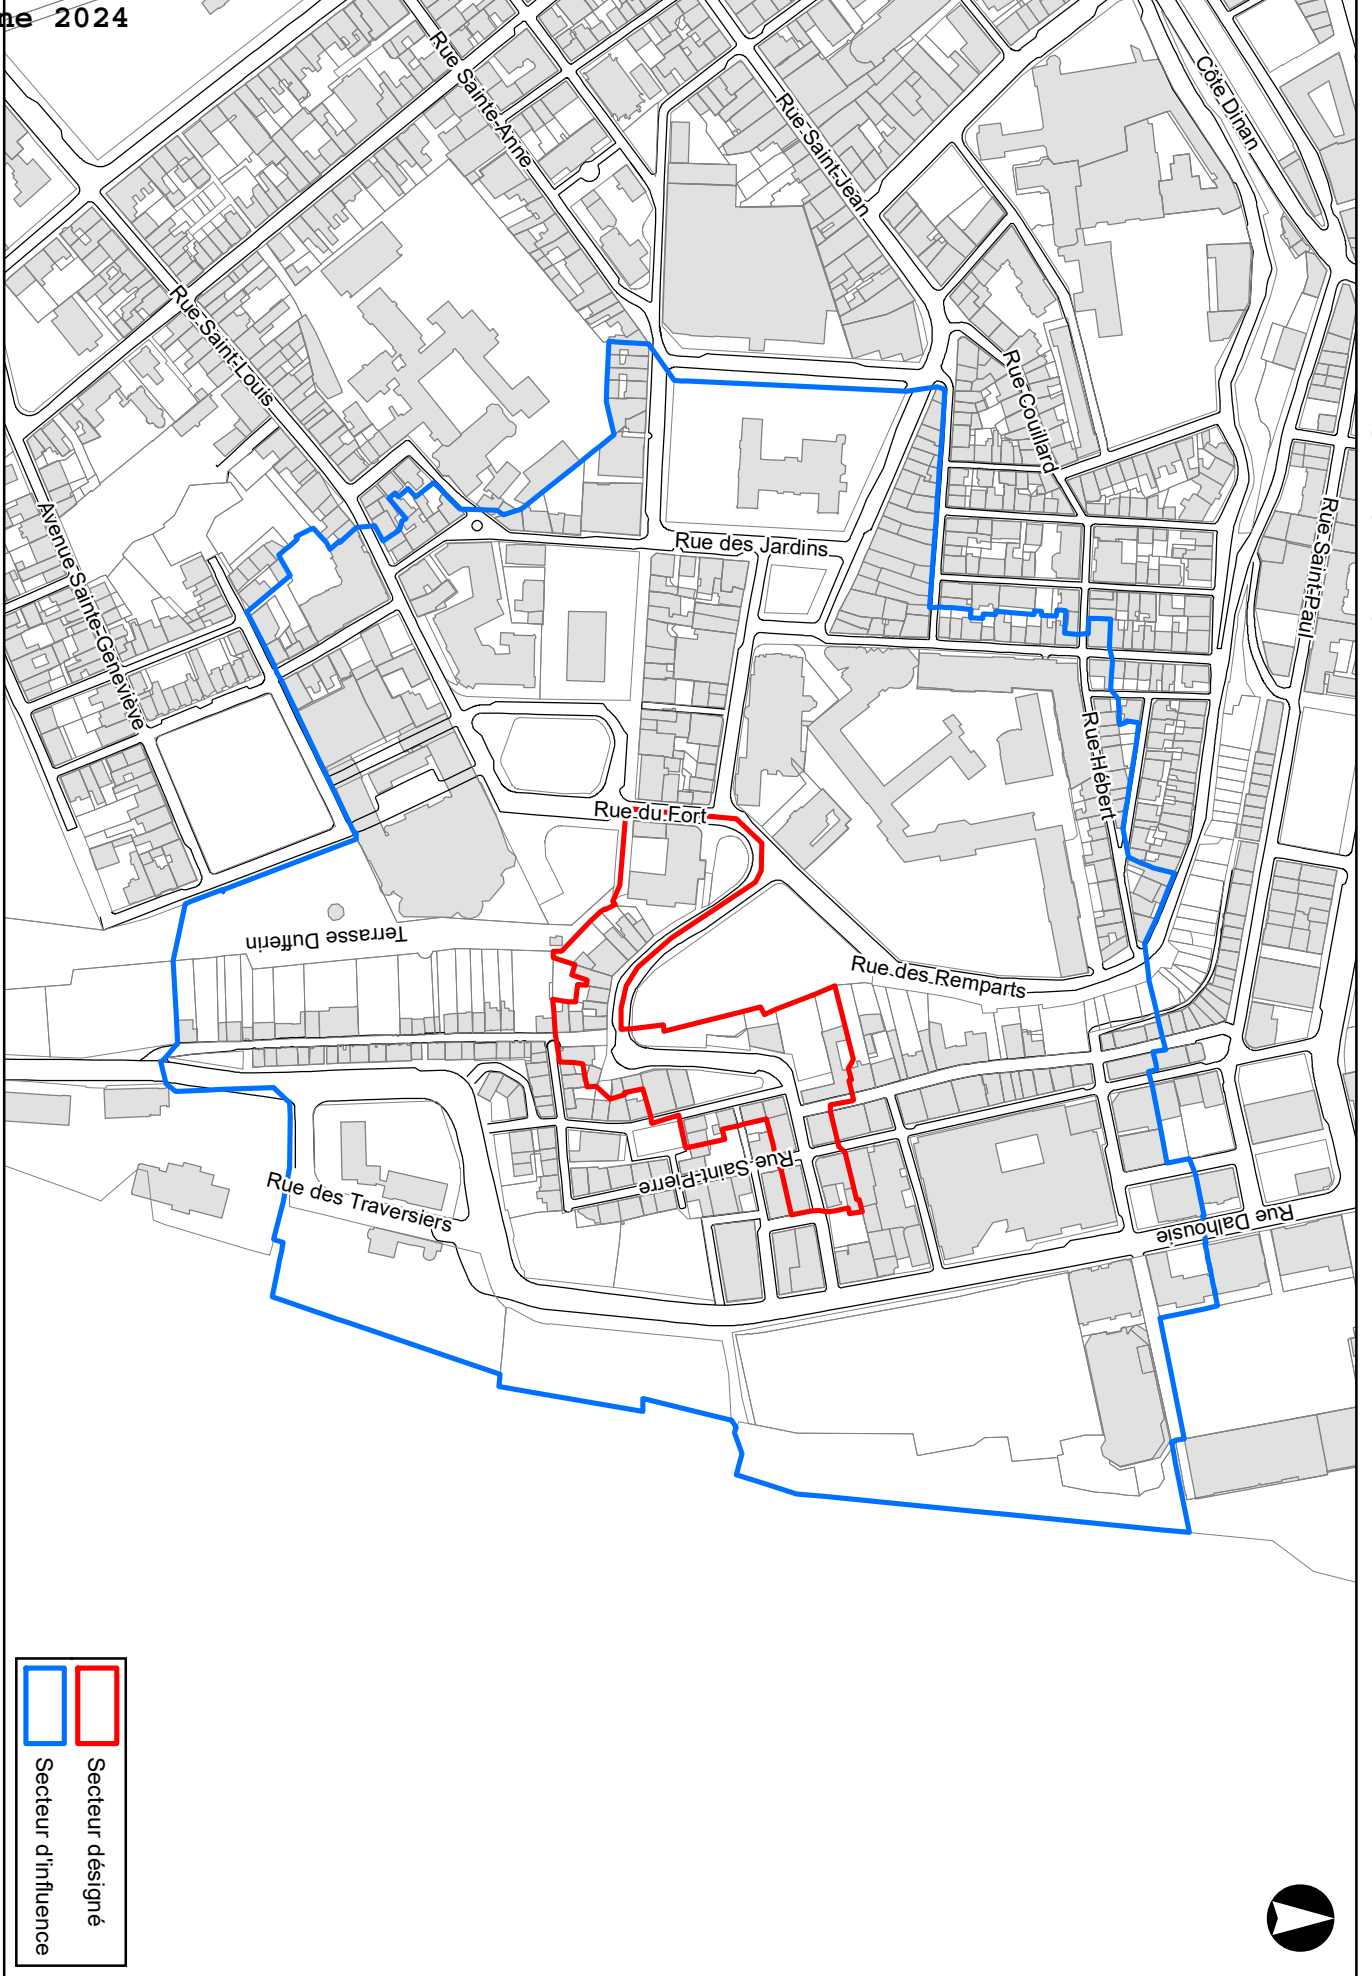 ne 2024
Rue Sainte-Anne
Rue Saint-Jean
Côte Dinan
Rue Saint-Louis
Rue Couillard
Rue Saint-Paul
Avenue Sainte-Geneviève
Rue des Jardins
Rue Hébert
Rue du Fort
Terrasse Dufferin
Rue des Remparts
Rue Saint-Pierre
Rue des Traversiers
Rue Dalhousie
Secteur désigné
Secteur d'influence